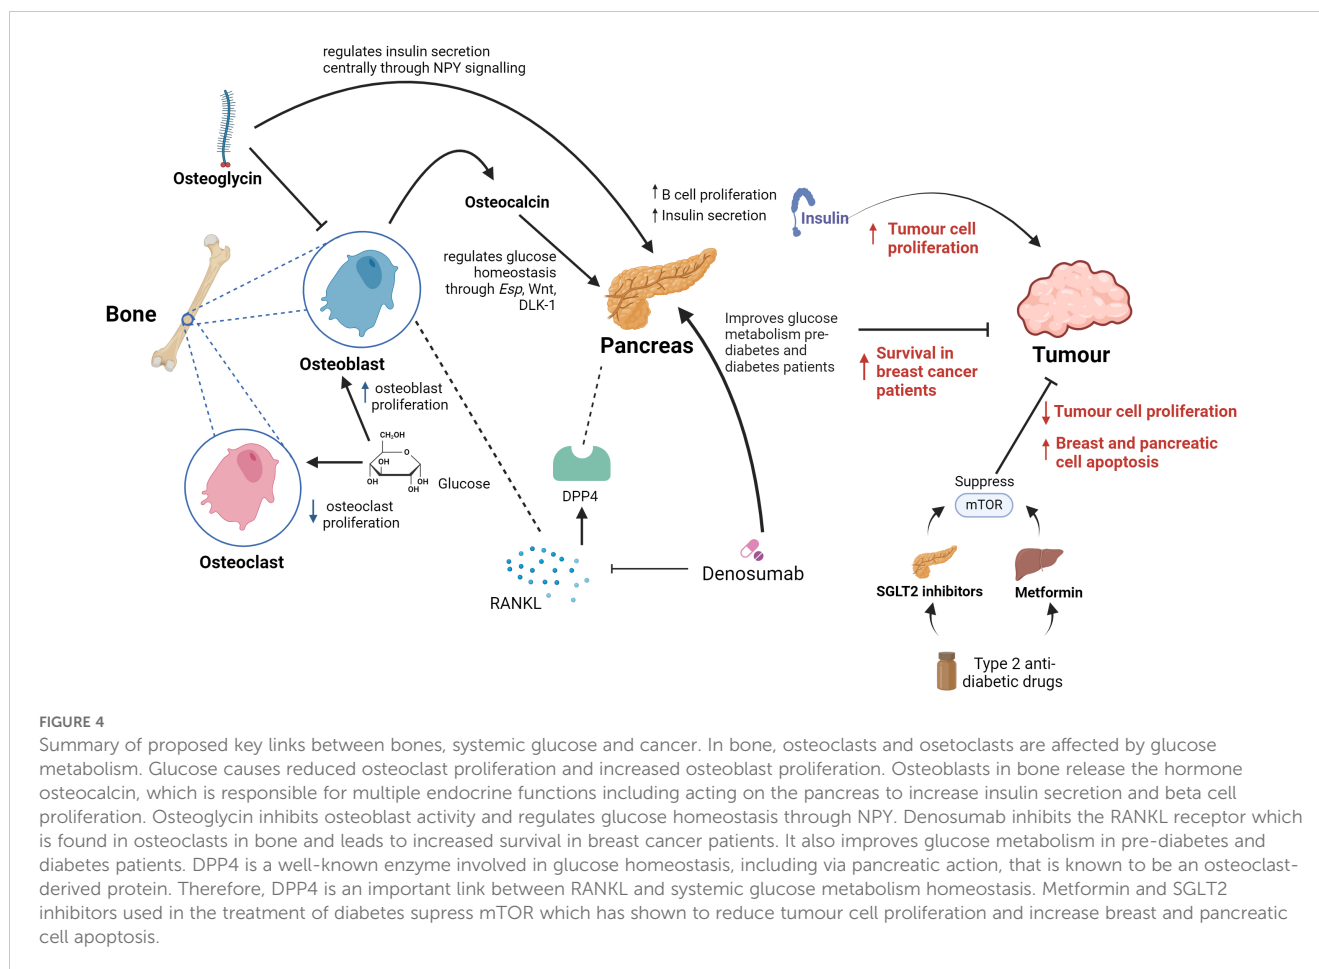 regulates insulin secretion
centrally through NPY signalling
Osteoglycin
Osteocalcin
B cell proliferation
Insulin secretion
Insulin
Tumour cell
proliferation
regulates glucose
homeostasis
through Esp, Wnt,
DLK-1
Bone
Osteoblast
Pancreas
Improves glucose
metabolism pre-
diabetes and
diabetes patients
Survival in
breast cancer
patients
Tumour
osteoblast
proliferation
Tumour cell proliferation
Breast and pancreatic
cell apoptosis
CH₂OH
O
OH
OH
OH
OH
Glucose
osteoclast
proliferation
Osteoclast
DPP4
Suppress
mTOR
RANKL
Denosumab
SGLT2 inhibitors
Metformin
Type 2 anti-
diabetic drugs
FIGURE 4
Summary of proposed key links between bones, systemic glucose and cancer. In bone, osteoclasts and osetoclasts are affected by glucose
metabolism. Glucose causes reduced osteoclast proliferation and increased osteoblast proliferation. Osteoblasts in bone release the hormone
osteocalcin, which is responsible for multiple endocrine functions including acting on the pancreas to increase insulin secretion and beta cell
proliferation. Osteoglycin inhibits osteoblast activity and regulates glucose homeostasis through NPY. Denosumab inhibits the RANKL receptor which
is found in osteoclasts in bone and leads to increased survival in breast cancer patients. It also improves glucose metabolism in pre-diabetes and
diabetes patients. DPP4 is a well-known enzyme involved in glucose homeostasis, including via pancreatic action, that is known to be an osteoclast-
derived protein. Therefore, DPP4 is an important link between RANKL and systemic glucose metabolism homeostasis. Metformin and SGLT2
inhibitors used in the treatment of diabetes supress mTOR which has shown to reduce tumour cell proliferation and increase breast and pancreatic
cell apoptosis.